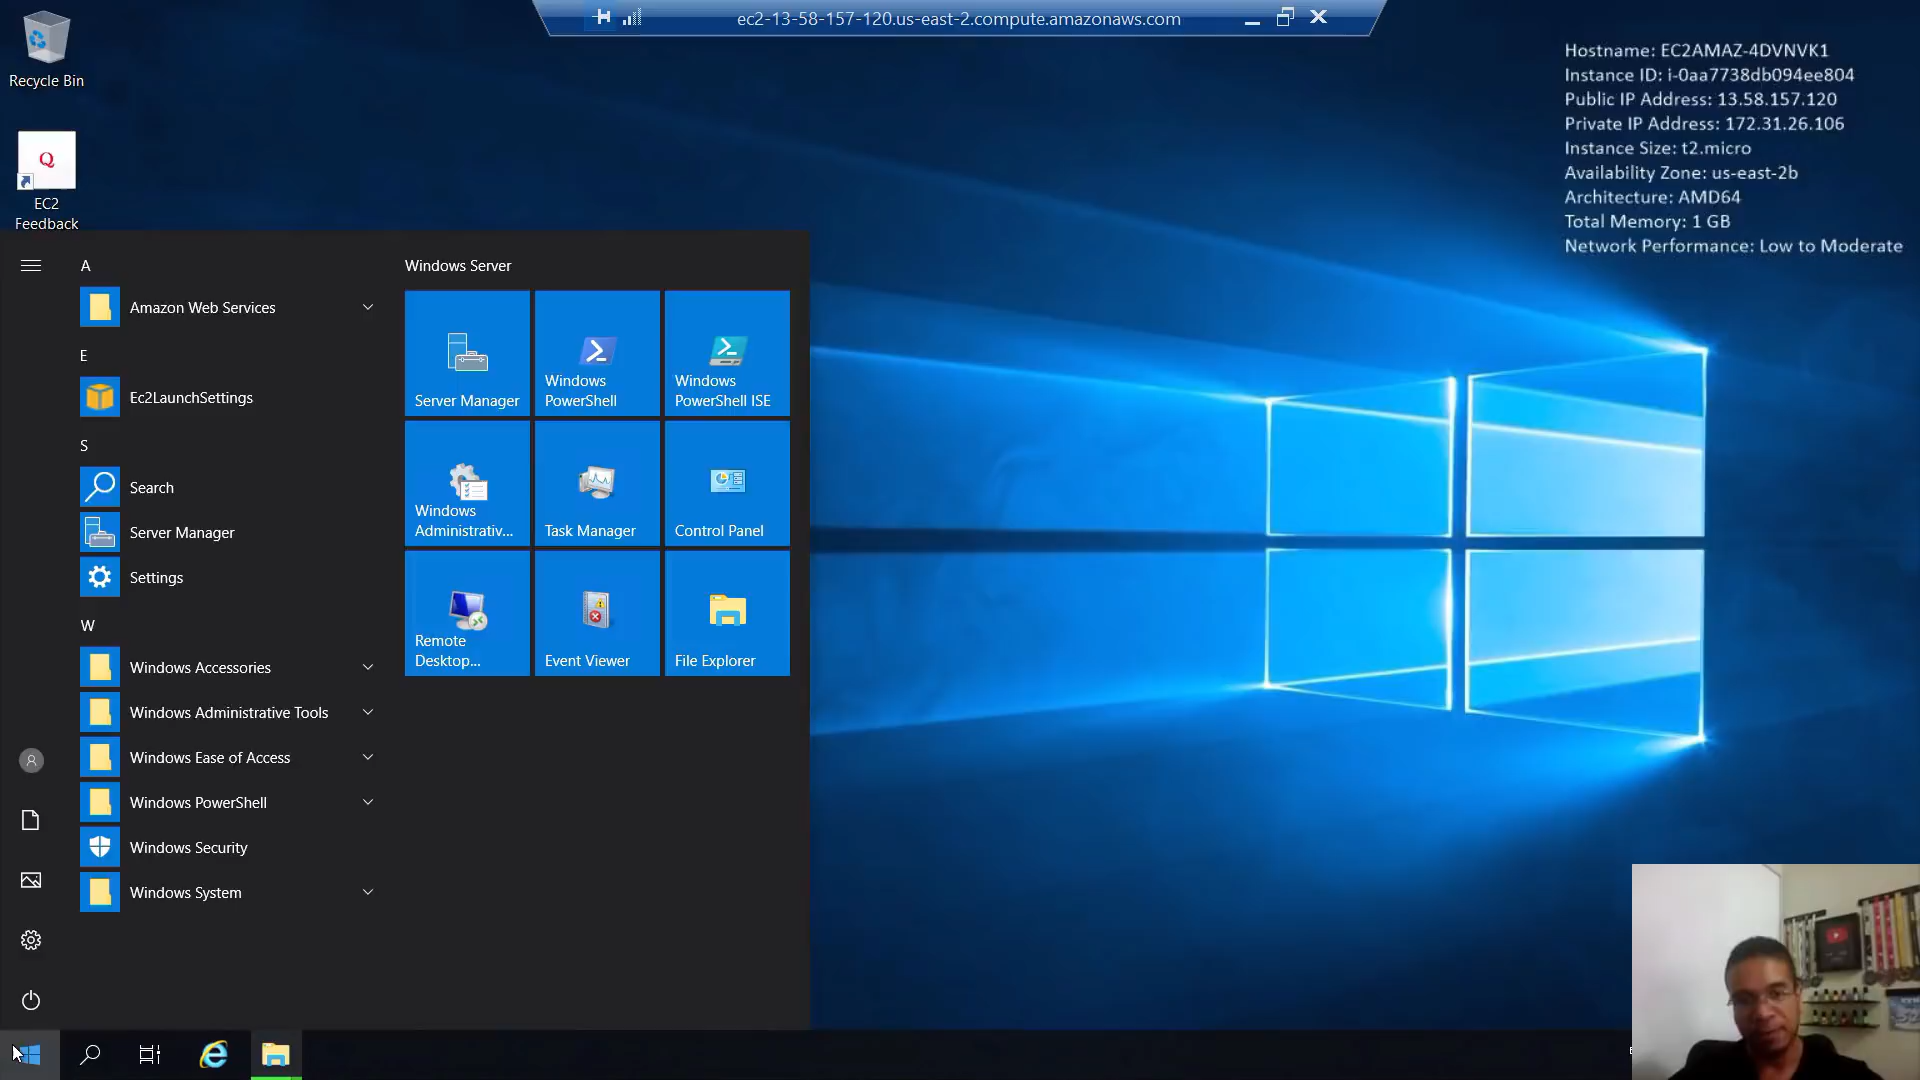 ec2-13-58-157-120.us-east-2.compute.amazonaws.com
Recycle Bin
Q
EC2
Feedback
Hostname: EC2AMAZ-4DVNVK1
Instance ID: i-0aa7738db094ee804
Public IP Address: 13.58.157.120
Private IP Address: 172.31.26.106
Instance Size: t2.micro
Availability Zone: us-east-2b
Architecture: AMD64
Total Memory: 1 GB
Network Performance: Low to Moderate
A
Amazon Web Services
E
Ec2LaunchSettings
S
Search
Server Manager
Settings
W
Windows Accessories
Windows Administrative Tools
Windows Ease of Access
Windows PowerShell
Windows Security
Windows System
Windows Server
Server Manager
Windows
PowerShell
Windows
PowerShell ISE
Windows
Administrativ...
Task Manager
Control Panel
Remote
Desktop...
Event Viewer
File Explorer